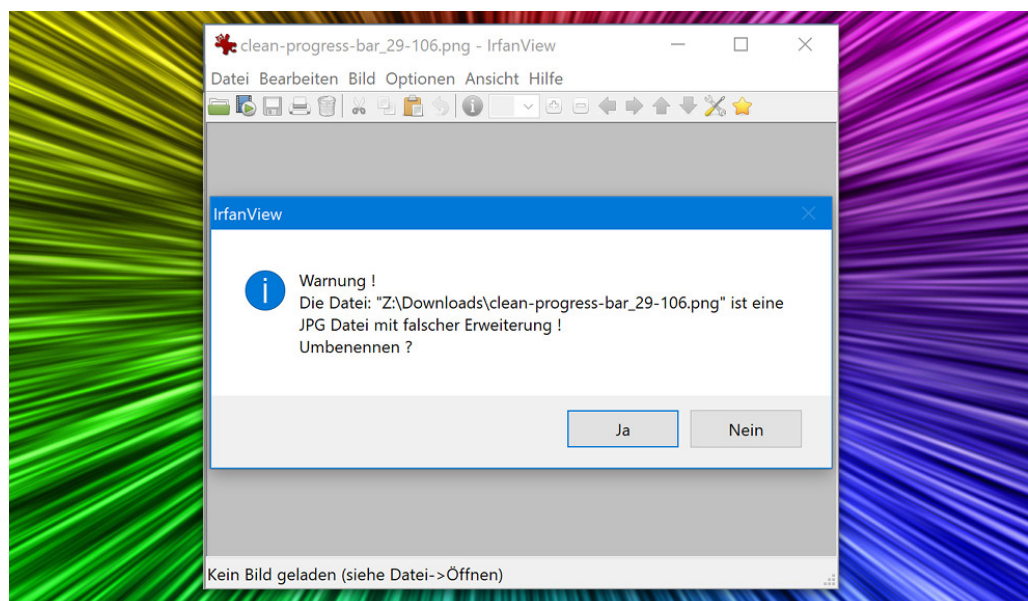 clean-progress-bar_29-106.png - IrfanView
Datei Bearbeiten Bild Optionen Ansicht Hilfe
IrfanView
Warnung !
Die Datei: "Z:\Downloads\clean-progress-bar_29-106.png" ist eine
JPG Datei mit falscher Erweiterung !
Umbenennen ?
Ja Nein
Kein Bild geladen (siehe Datei->Öffnen)